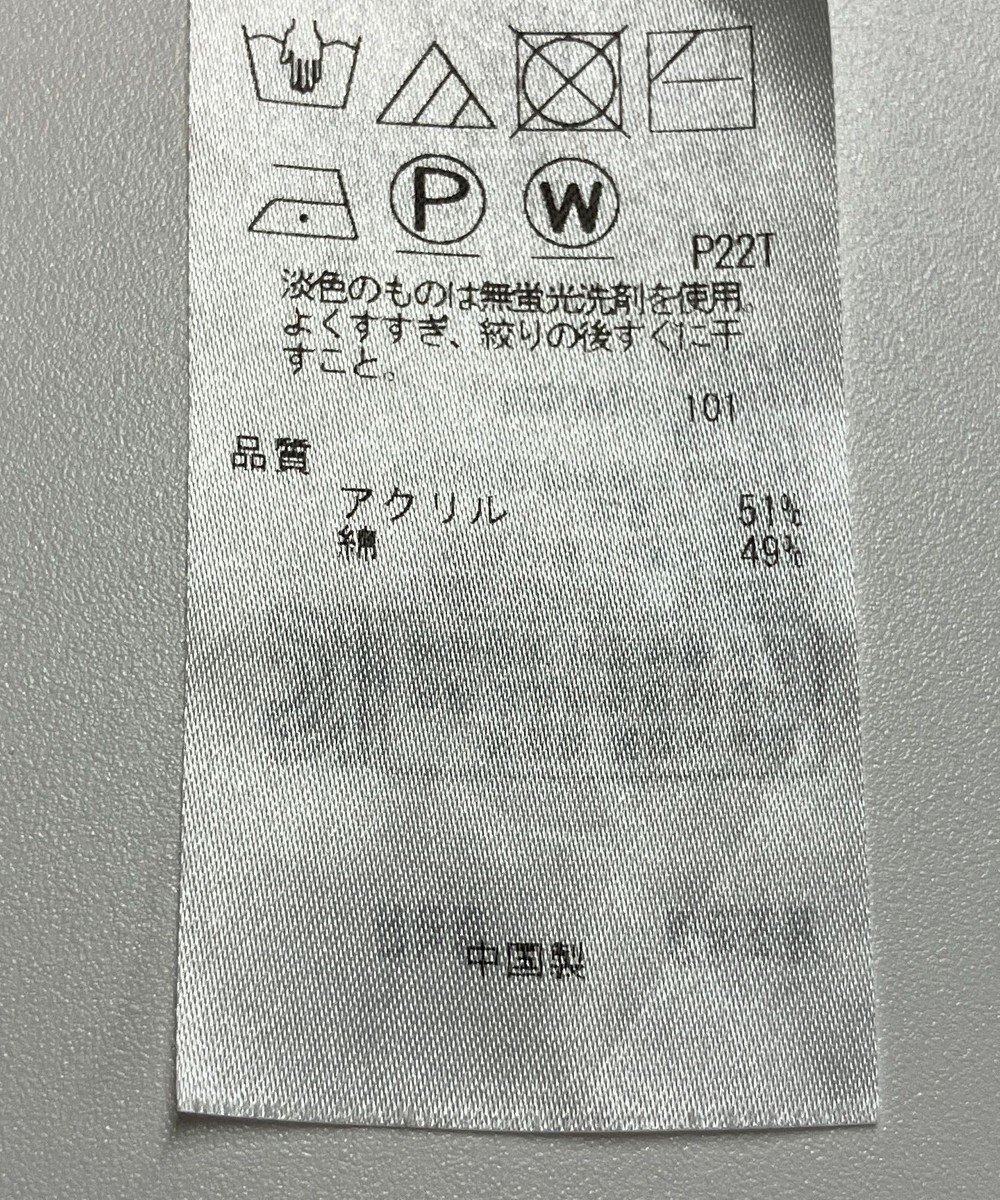 P W
P22T
淡色のものは無蛍光洗剤を使用。
よくすすぎ、絞りの後すぐに干
すこと。
101
品質
アクリル 51%
綿 49%
中国製